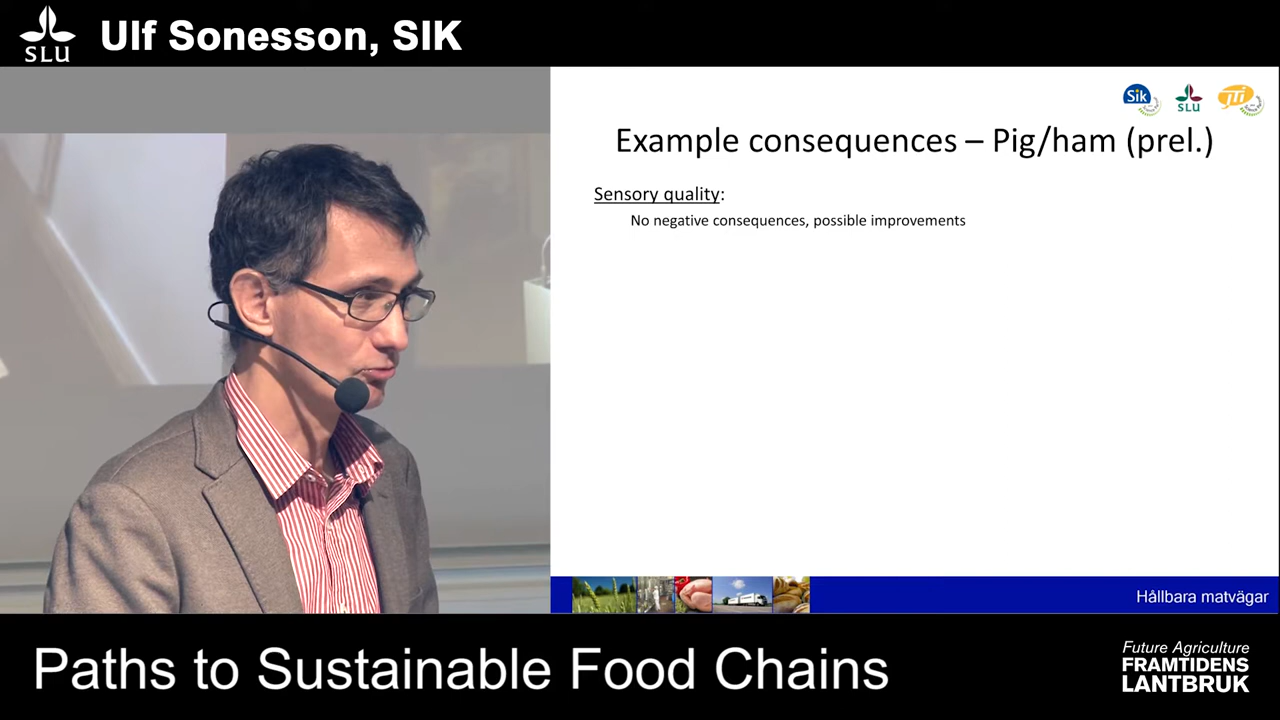 SLU
Ulf Sonesson, SIK
Sik
SLU
JTI
Example consequences – Pig/ham (prel.)
Sensory quality:
No negative consequences, possible improvements
Hållbara matvägar
Paths to Sustainable Food Chains
Future Agriculture
FRAMTIDENS
LANTBRUK